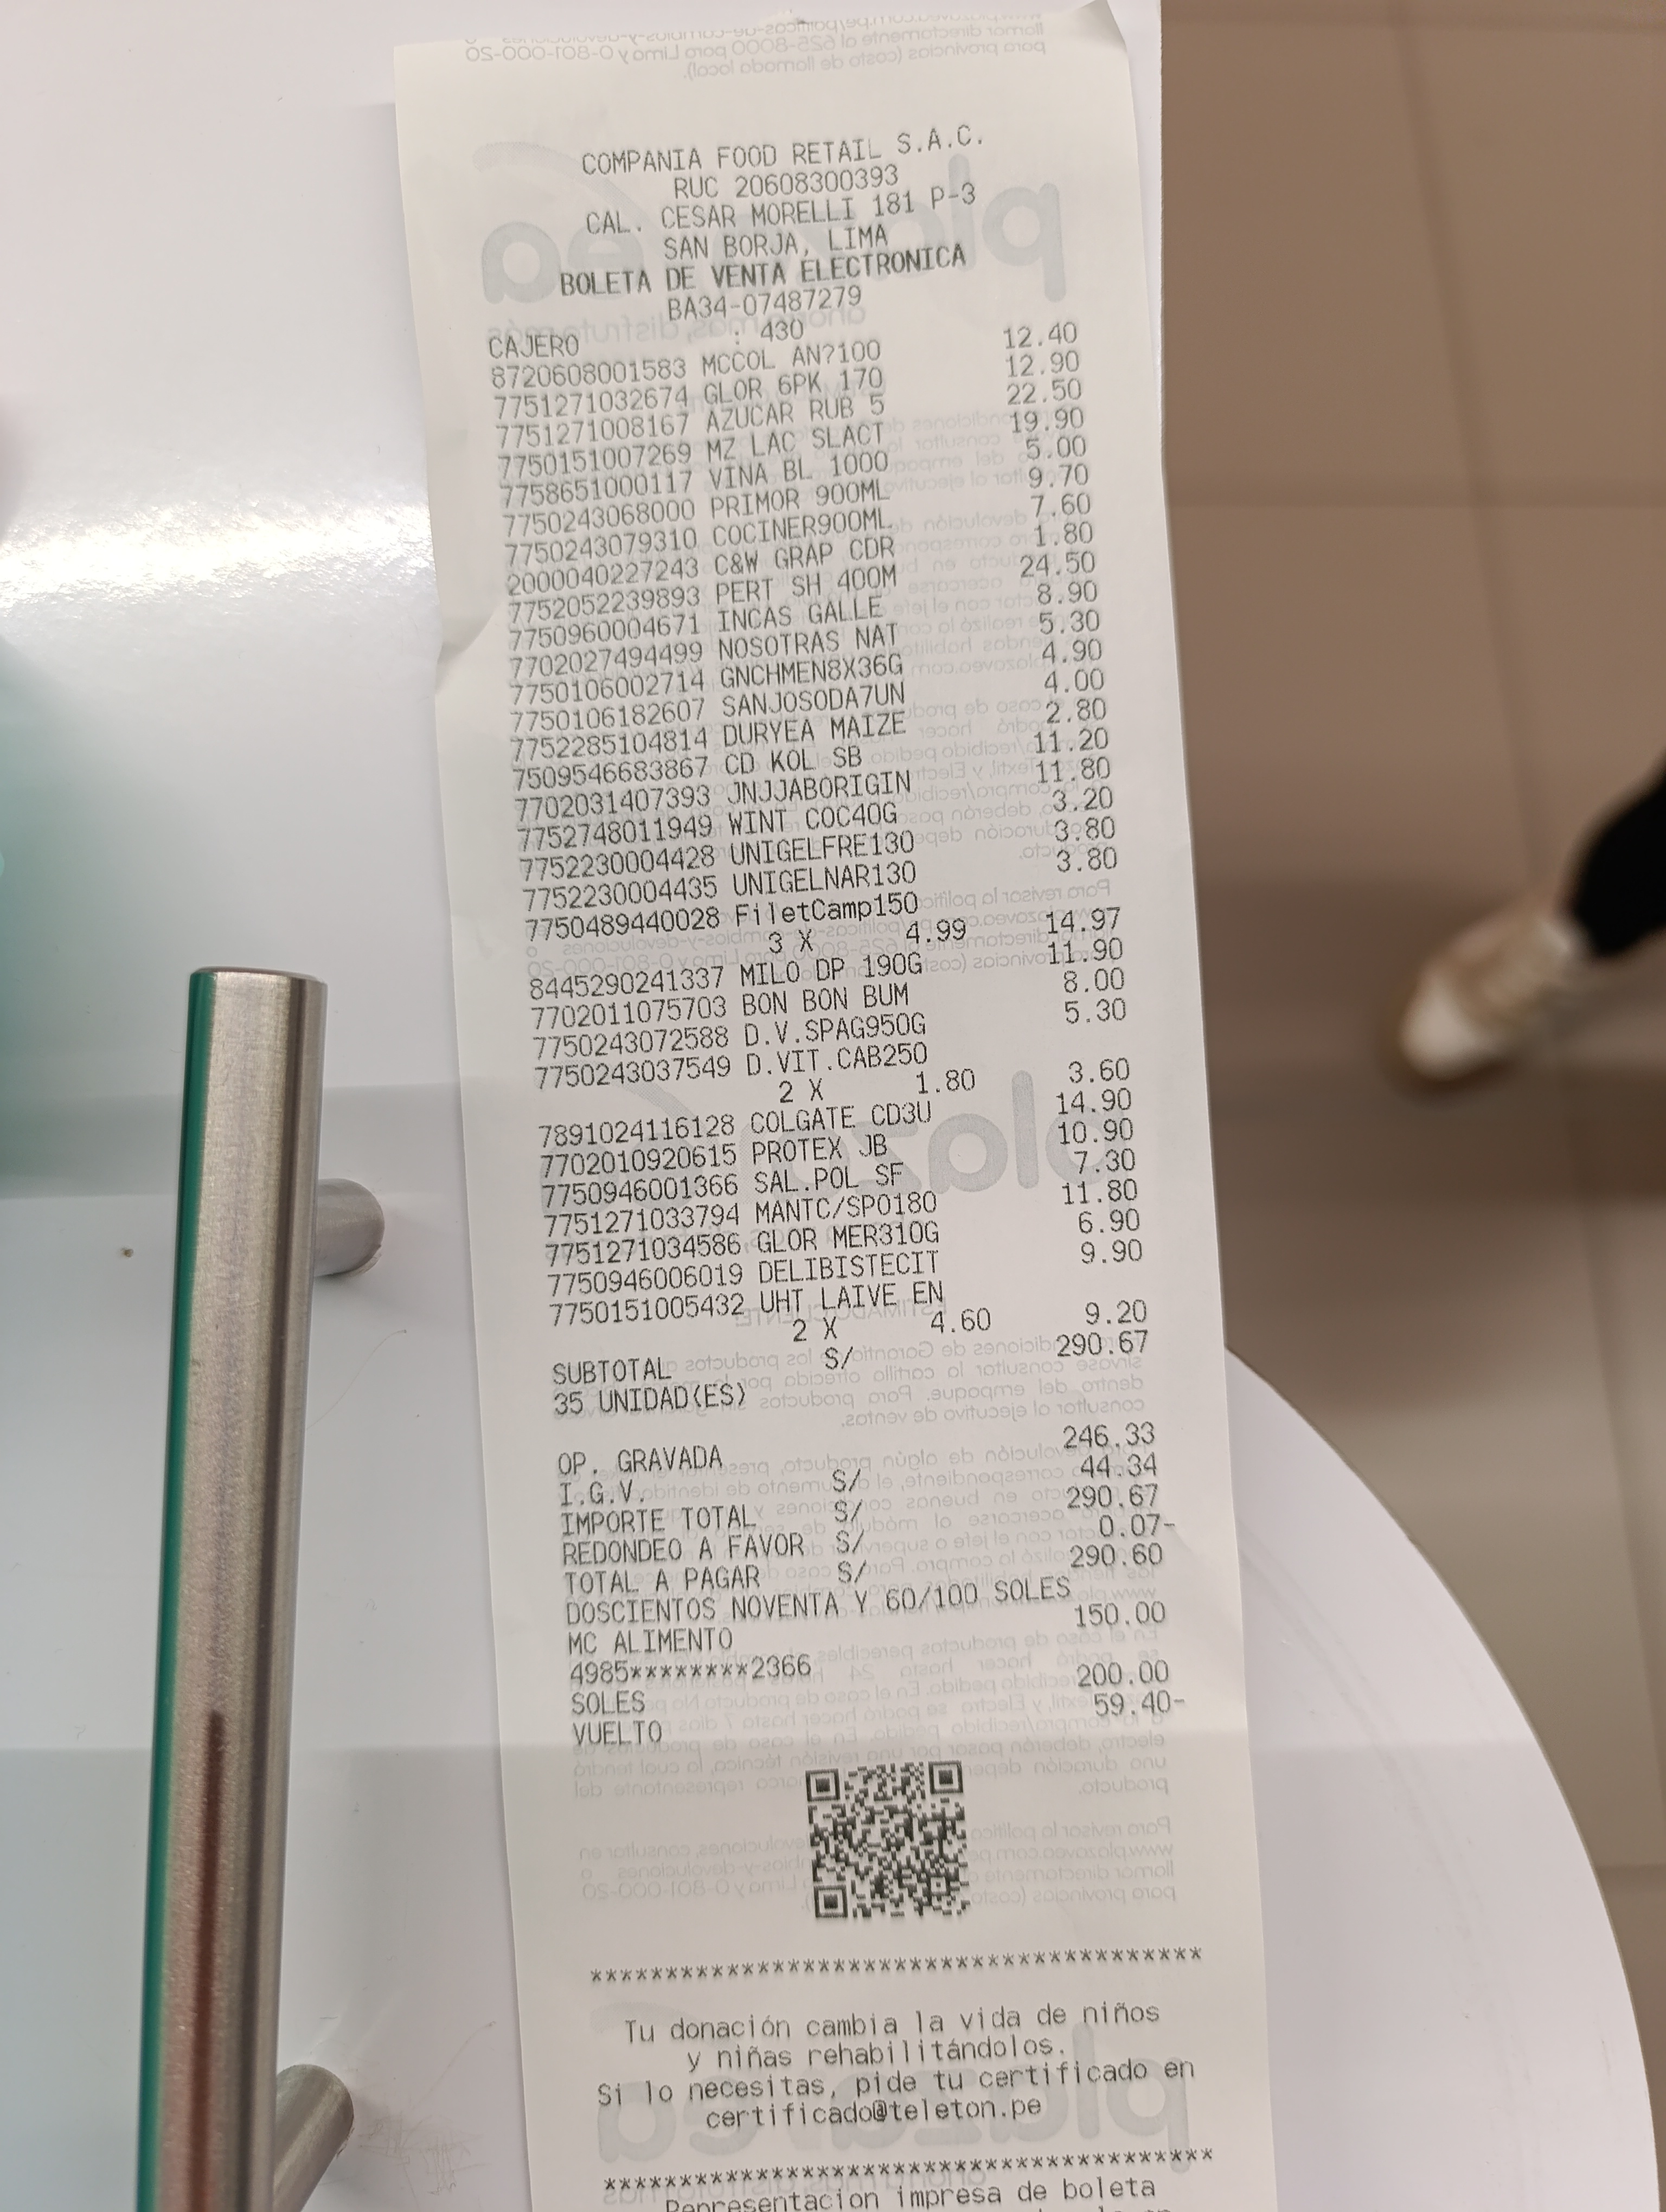 COMPANIA FOOD RETAIL S.A.C.
RUC 20608300393
CAL. CESAR MORELLI 181 P-3
SAN BORJA, LIMA
BOLETA DE VENTA ELECTRONICA
BA34-07487279
CAJERO : 430
8720608001583 MCCOL AN?100 12.40
7751271032674 GLOR 6PK 170 12.90
7751271008167 AZUCAR RUB 5 22.50
7750151007269 MZ LAC SLACT 19.90
7758651000117 VINA BL 1000 5.00
7750243068000 PRIMOR 900ML 9.70
7750243079310 COCINER900ML 7.60
2000040227243 C&W GRAP CDR 1.80
7752052239893 PERT SH 400M 24.50
7750960004671 INCAS GALLE 8.90
7702027494499 NOSOTRAS NAT 5.30
7750106002714 GNCHMEN8X36G 4.90
7750106182607 SANJOSODA7UN 4.00
7752285104814 DURYEA MAIZE 2.80
7509546683867 CD KOL SB 11.20
7702031407393 JNJJABORIGIN 11.80
7752748011949 WINT COC40G 3.20
7752230004428 UNIGELFRE130 3.80
7752230004435 UNIGELNAR130 3.80
7750489440028 FiletCamp150
3 X 4.99 14.97
8445290241337 MILO DP 190G 11.90
7702011075703 BON BON BUM 8.00
7750243072588 D.V.SPAG950G 5.30
7750243037549 D.VIT.CAB250
2 X 1.80 3.60
7891024116128 COLGATE CD3U 14.90
7702010920615 PROTEX JB 10.90
7750946001366 SAL.POL SF 7.30
7751271033794 MANTC/SPO180 11.80
7751271034586 GLOR MER310G 6.90
7750946006019 DELIBISTECIT 9.90
7750151005432 UHT LAIVE EN
2 X 4.60 9.20
SUBTOTAL S/ 290.67
35 UNIDAD(ES)
OP. GRAVADA 246.33
I.G.V. S/ 44.34
IMPORTE TOTAL S/ 290.67
REDONDEO A FAVOR S/ 0.07-
TOTAL A PAGAR S/ 290.60
DOSCIENTOS NOVENTA Y 60/100 SOLES
MC ALIMENTO 150.00
4985********2366
SOLES 200.00
VUELTO 59.40-
*****************************************
Tu donación cambia la vida de niños
y niñas rehabilitándolos.
Si lo necesitas, pide tu certificado en
certificado@teleton.pe
*****************************************
Representacion impresa de boleta